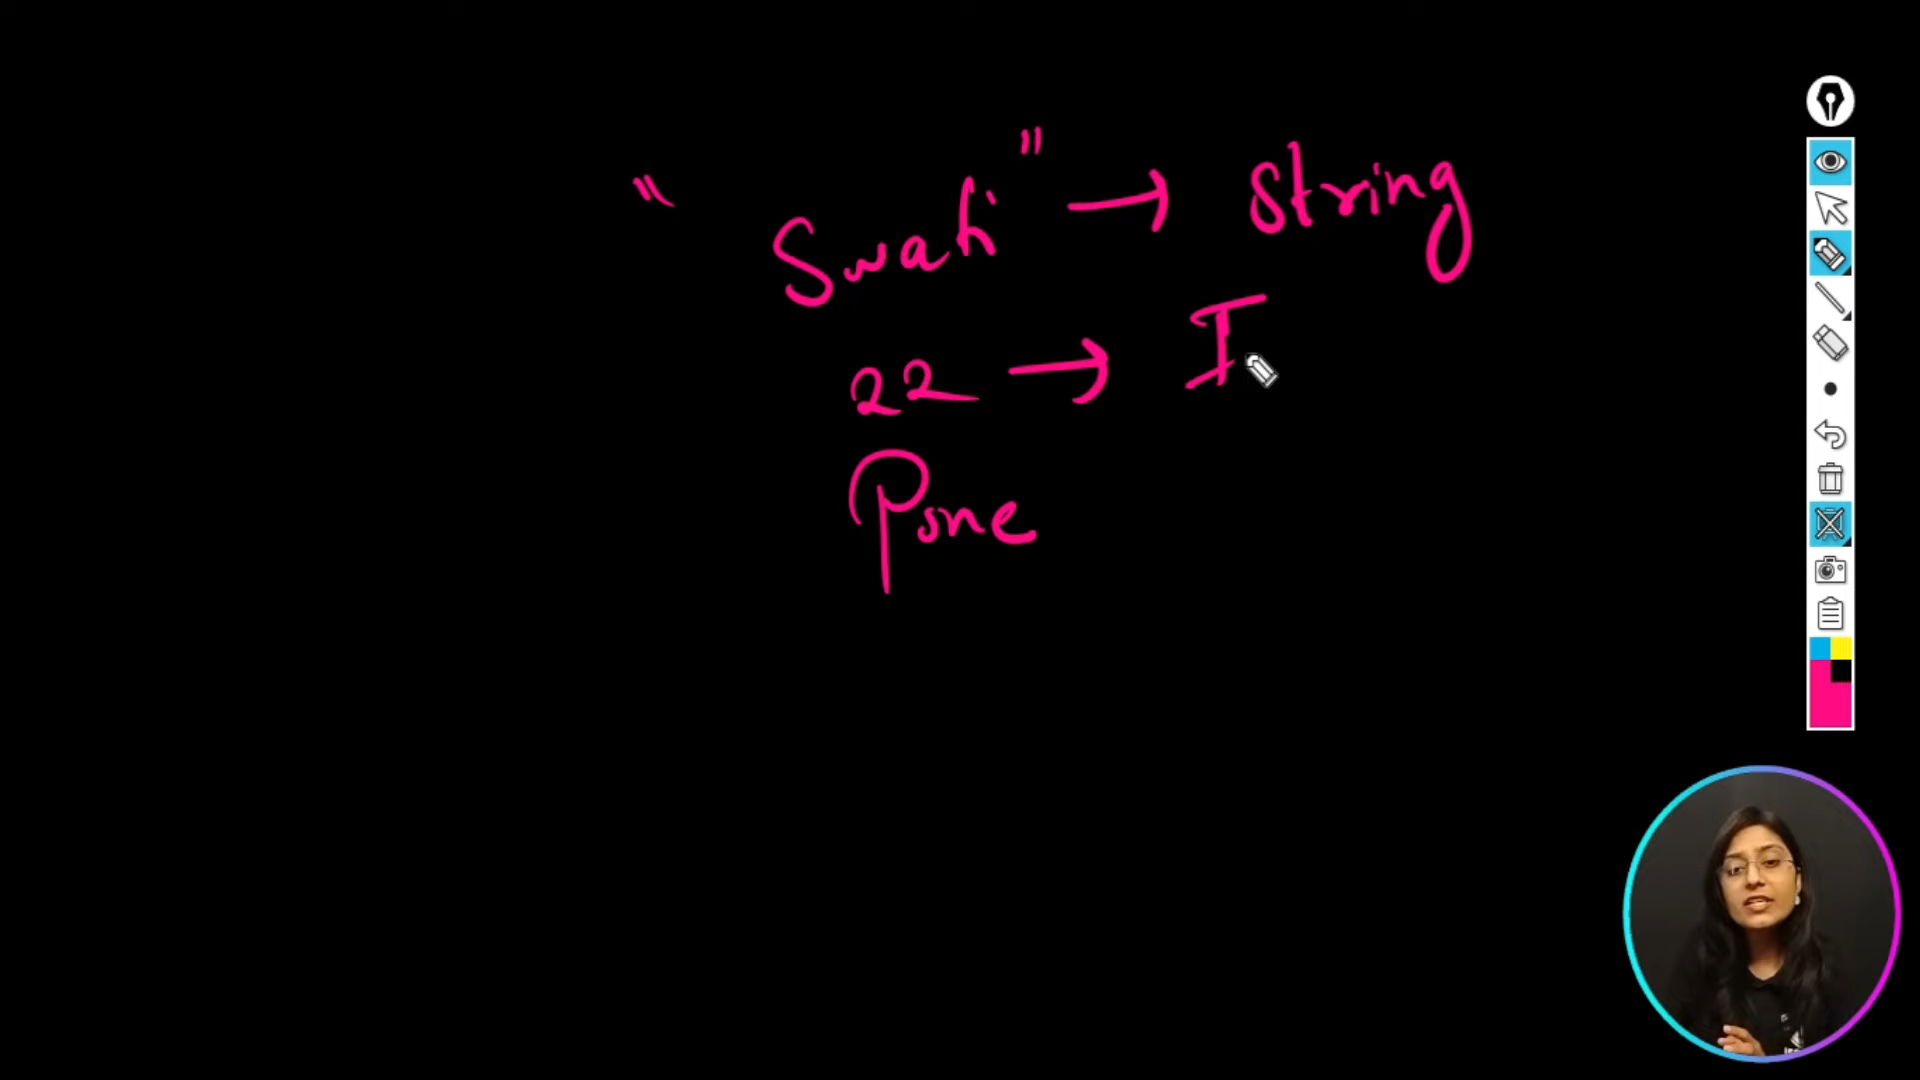 "Swati" → String
22 → I
Pune